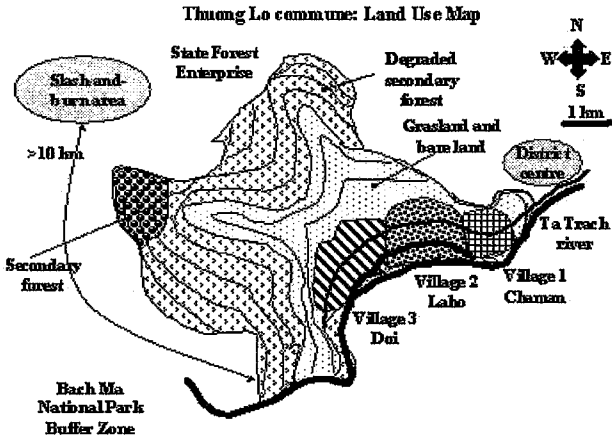 Thuong Lo commune: Land Use Map
N
W
E
S
1 km
State Forest
Enterprise
Degraded
secondary
forest
Slash and-
burn area
Grasland and
bare land
>10 km
District
centre
Ta Trach
river
Secondary
forest
Village 1
Chaman
Village 2
Laho
Village 3
Doi
Bach Ma
National Park
Buffer Zone